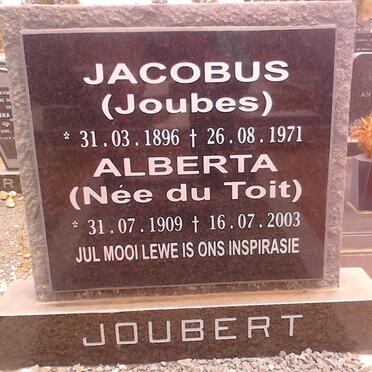 JACOBUS
(Joubes)
* 31.03.1896 † 26.08.1971
ALBERTA
(Née du Toit)
* 31.07.1909 † 16.07.2003
JUL MOOI LEWE IS ONS INSPIRASIE
JOUBERT